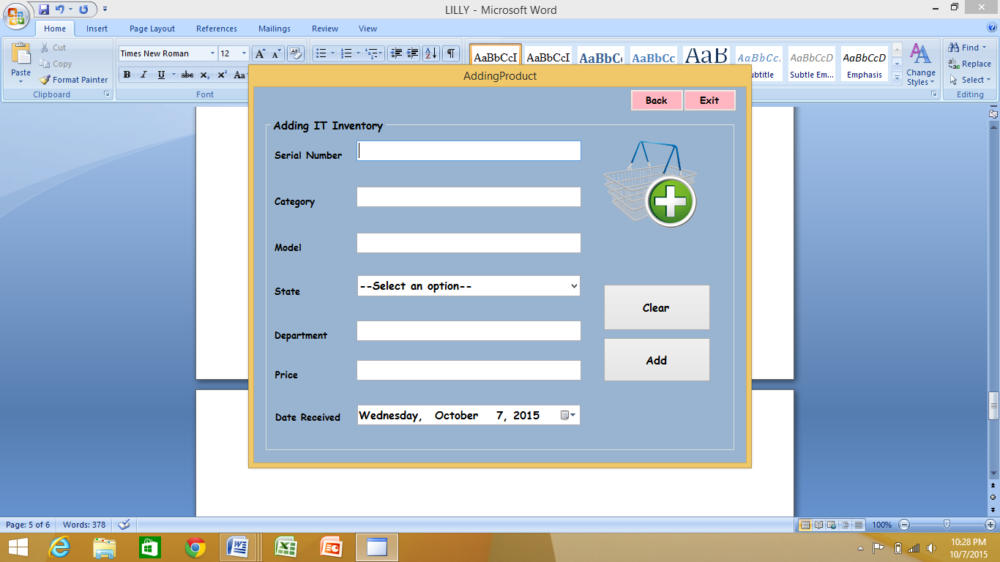 LILLY - Microsoft Word
Home Insert Page Layout References Mailings Review View
Cut
Copy
Format Painter
Paste
Clipboard
Times New Roman 12
B I U abc x₂ x² Aa
Font
AaBbCcI AaBbCcI AaBbC AaBbCc AaB AaBbCc. AaBbCcD AaBbCcD
ubtitle Subtle Em... Emphasis
Change
Styles
Find
Replace
Select
Editing
AddingProduct
Back Exit
Adding IT Inventory
Serial Number
Category
Model
State --Select an option--
Clear
Department
Add
Price
Date Received Wednesday, October 7, 2015
Page: 5 of 6 Words: 378 100%
10:28 PM
10/7/2015